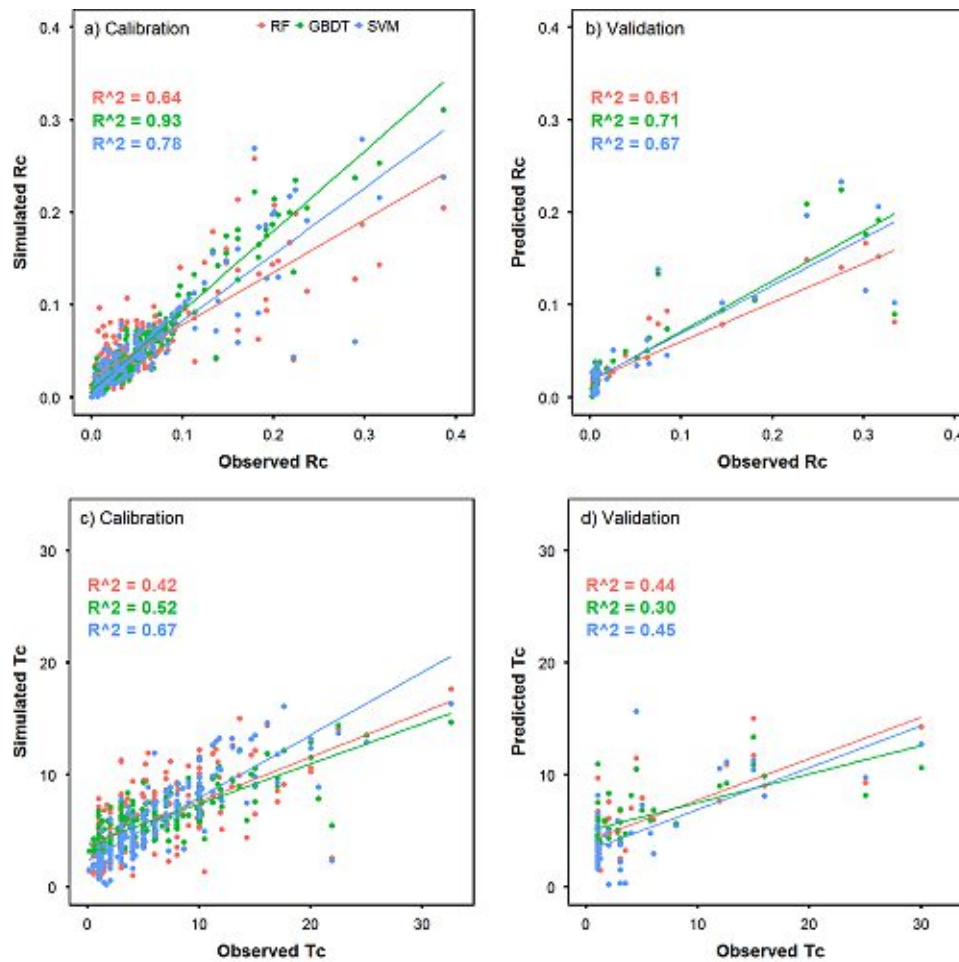 a) Calibration
RF GBDT SVM
R^2 = 0.64
R^2 = 0.93
R^2 = 0.78
Simulated Rc
0.4
0.3
0.2
0.1
0.0
0.0 0.1 0.2 0.3 0.4
Observed Rc
b) Validation
R^2 = 0.61
R^2 = 0.71
R^2 = 0.67
Predicted Rc
0.4
0.3
0.2
0.1
0.0
0.0 0.1 0.2 0.3 0.4
Observed Rc
c) Calibration
R^2 = 0.42
R^2 = 0.52
R^2 = 0.67
Simulated Tc
30
20
10
0
0 10 20 30
Observed Tc
d) Validation
R^2 = 0.44
R^2 = 0.30
R^2 = 0.45
Predicted Tc
30
20
10
0
0 10 20 30
Observed Tc